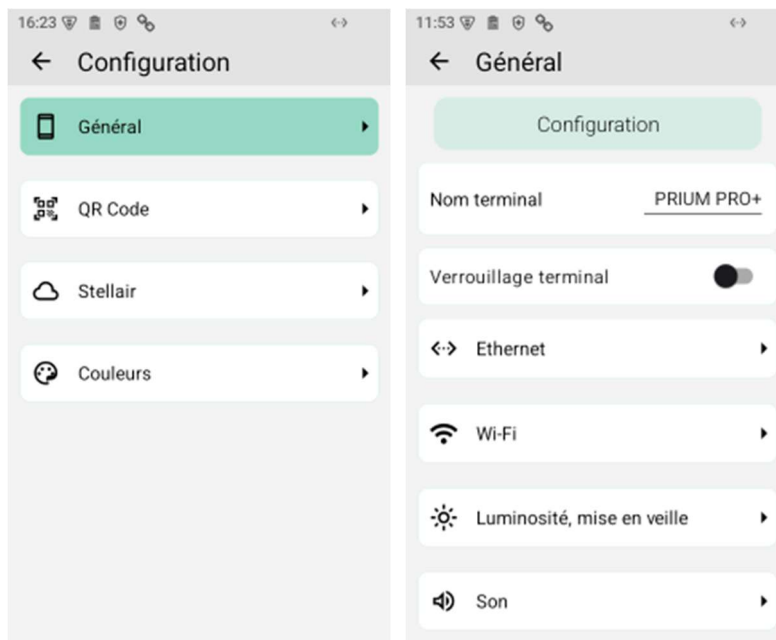 16:23
Configuration
Général
QR Code
Stellair
Couleurs
11:53
Général
Configuration
Nom terminal PRIUM PRO+
Verrouillage terminal
Ethernet
Wi-Fi
Luminosité, mise en veille
Son